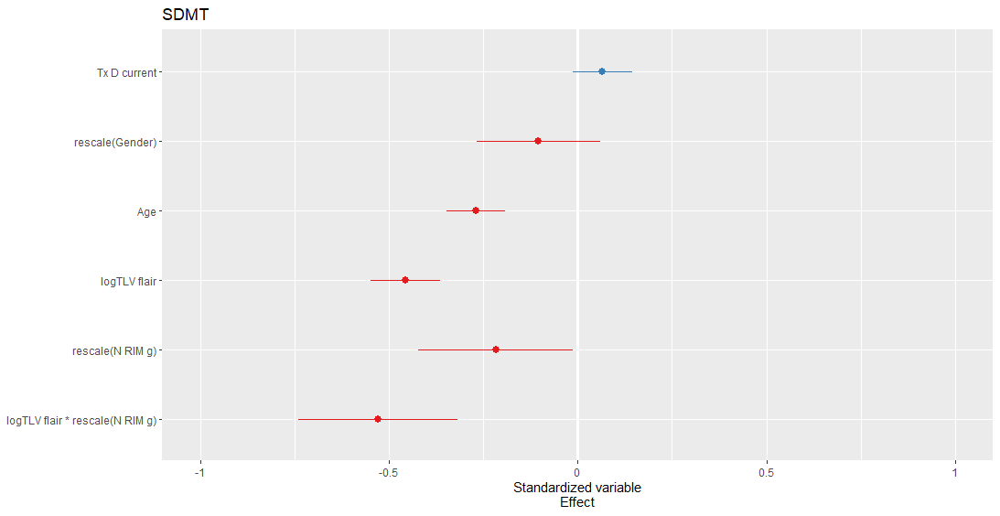 SDMT
Tx D current
rescale(Gender)
Age
logTLV flair
rescale(N RIM g)
logTLV flair * rescale(N RIM g)
-1
-0.5
0
0.5
1
Standardized variable
Effect